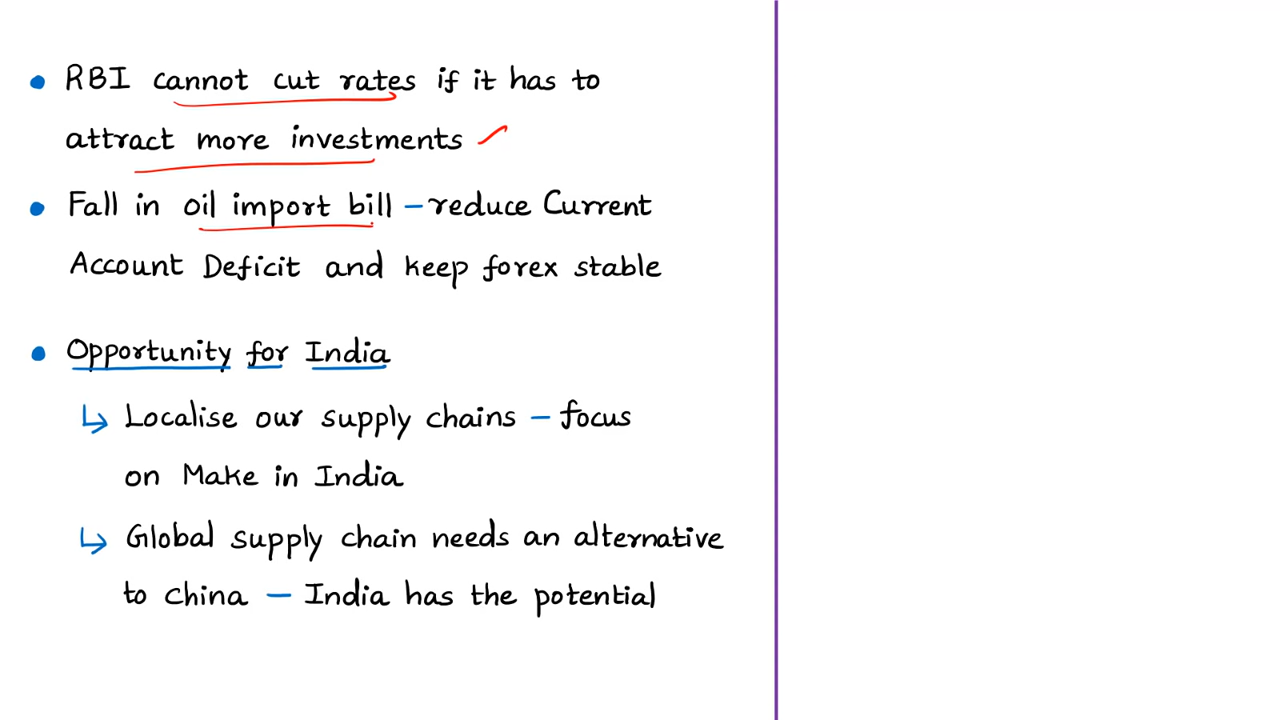 RBI cannot cut rates if it has to
attract more investments
Fall in oil import bill - reduce Current
Account Deficit and keep forex stable
Opportunity for India
Localise our supply chains - focus
on Make in India
Global supply chain needs an alternative
to china - India has the potential